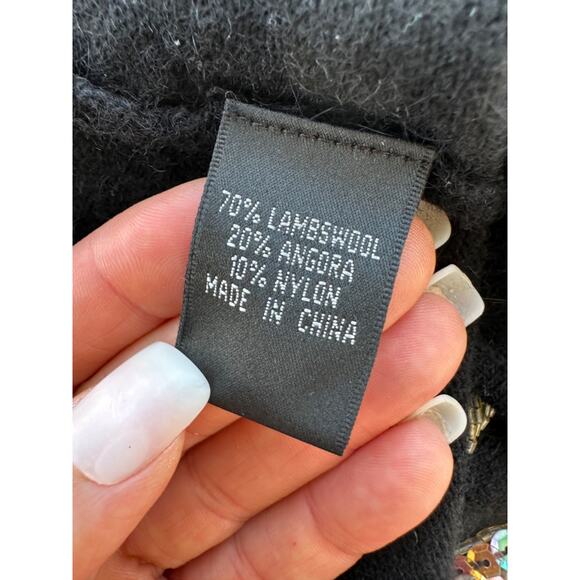 70% LAMBSWOOL
20% ANGORA
10% NYLON
MADE IN CHINA